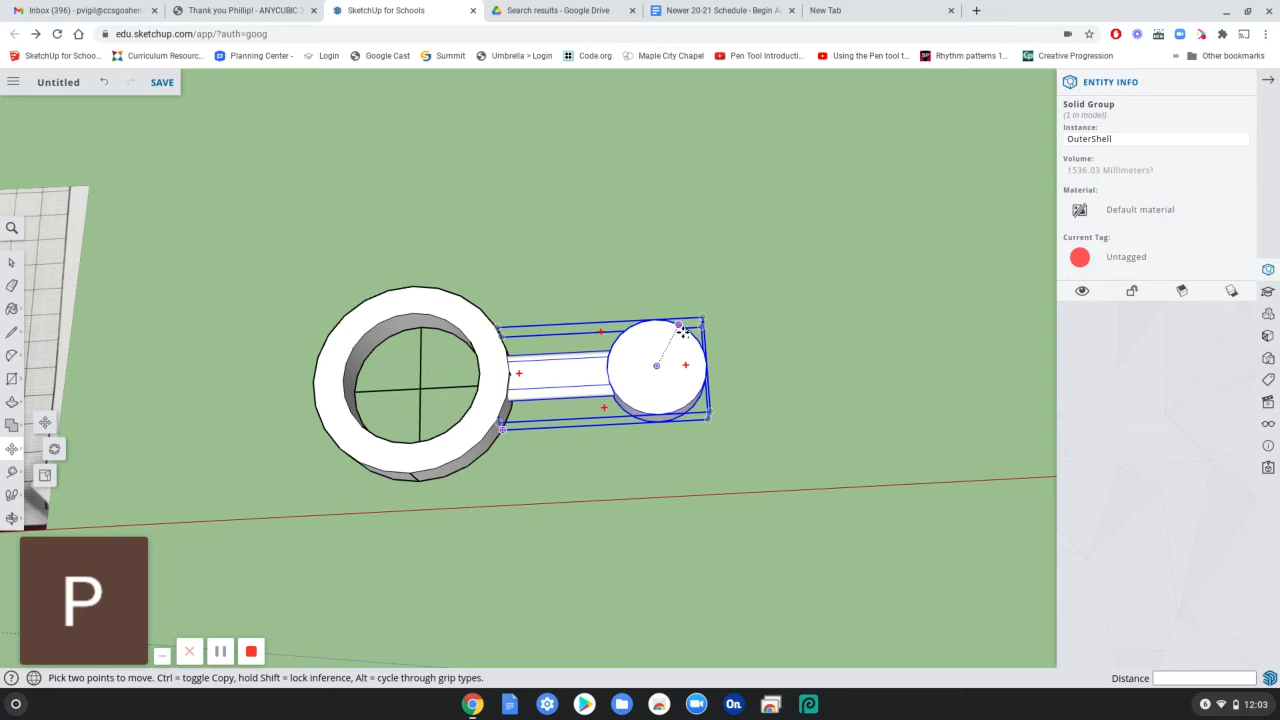 Inbox (396) - pvigil@ccsgoshen
Thank you Phillip! - ANYCUBIC 3
SketchUp for Schools
Search results - Google Drive
Newer 20-21 Schedule - Begin A
New Tab
edu.sketchup.com/app/?auth=goog
SketchUp for Schoo...
Curriculum Resourc...
Planning Center -
Login
Google Cast
Umbrella > Login
Summit
Code.org
Maple City Chapel
Pen Tool Introducti...
Using the Pen tool t...
Rhythm patterns 1...
Creative Progression
» Other bookmarks
Untitled
SAVE
ENTITY INFO
Solid Group
(1 in model)
Instance:
OuterShell
Volume:
1536.03 Millimeters³
Material:
Default material
Current Tag:
Untagged
P
...
Pick two points to move. Ctrl = toggle Copy, hold Shift = lock inference, Alt = cycle through grip types.
Distance
On
6
12:03